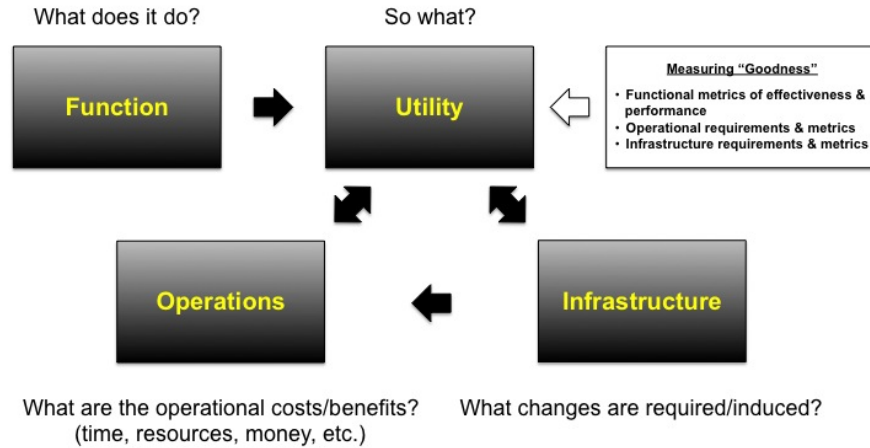 What does it do?
So what?
Function
Utility
Measuring “Goodness”
• Functional metrics of effectiveness &
performance
• Operational requirements & metrics
• Infrastructure requirements & metrics
Operations
Infrastructure
What are the operational costs/benefits?
(time, resources, money, etc.)
What changes are required/induced?